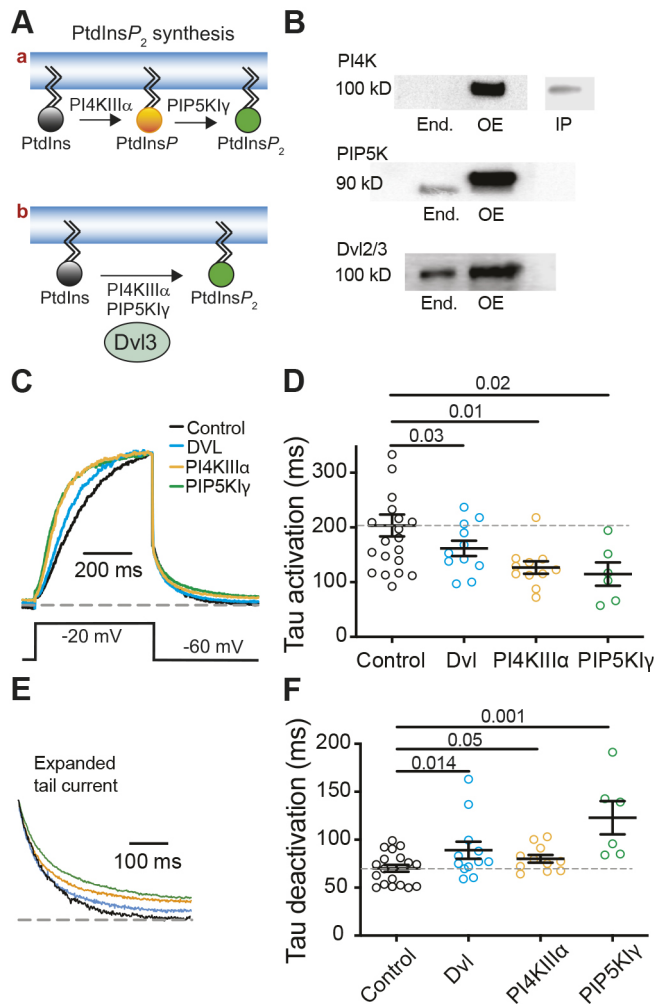 A
PtdInsP₂ synthesis
a
PI4KIIIα
PIP5KIγ
PtdIns
PtdInsP
PtdInsP₂
b
PtdIns
PtdInsP₂
PI4KIIIα
PIP5KIγ
Dvl3
B
PI4K
100 kD
End.
OE
IP
PIP5K
90 kD
End.
OE
Dvl2/3
100 kD
End.
OE
C
Control
DVL
PI4KIIIα
PIP5KIγ
200 ms
-20 mV
-60 mV
D
0.02
0.01
0.03
Tau activation (ms)
300
200
100
0
Control
Dvl
PI4KIIIα
PIP5KIγ
E
Expanded
tail current
100 ms
F
0.001
0.05
0.014
Tau deactivation (ms)
200
150
100
50
0
Control
Dvl
PI4KIIIα
PIP5KIγ